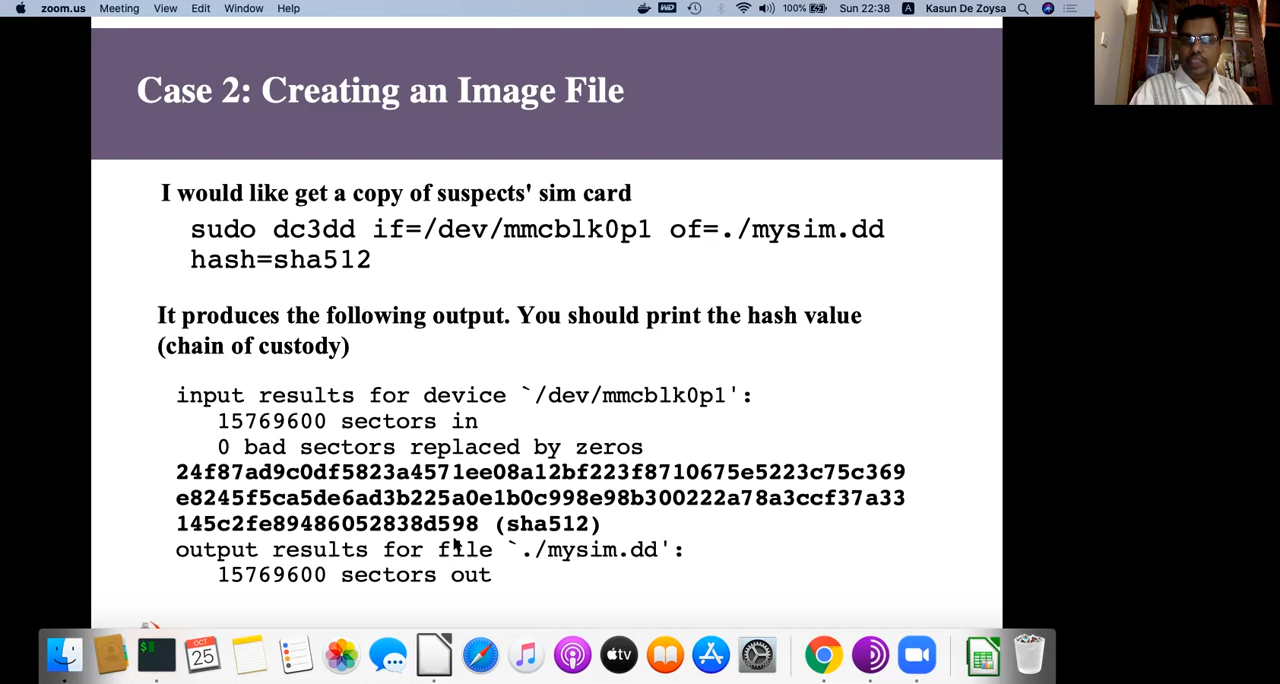 zoom.us Meeting View Edit Window Help 100% Sun 22:38 A Kasun De Zoysa
Case 2: Creating an Image File
I would like get a copy of suspects' sim card
sudo dc3dd if=/dev/mmcblk0p1 of=./mysim.dd
hash=sha512
It produces the following output. You should print the hash value
(chain of custody)
input results for device `/dev/mmcblk0p1':
15769600 sectors in
0 bad sectors replaced by zeros
24f87ad9c0df5823a4571ee08a12bf223f8710675e5223c75c369
e8245f5ca5de6ad3b225a0e1b0c998e98b300222a78a3ccf37a33
145c2fe89486052838d598 (sha512)
output results for file `./mysim.dd':
15769600 sectors out
$
OCT
25
tv